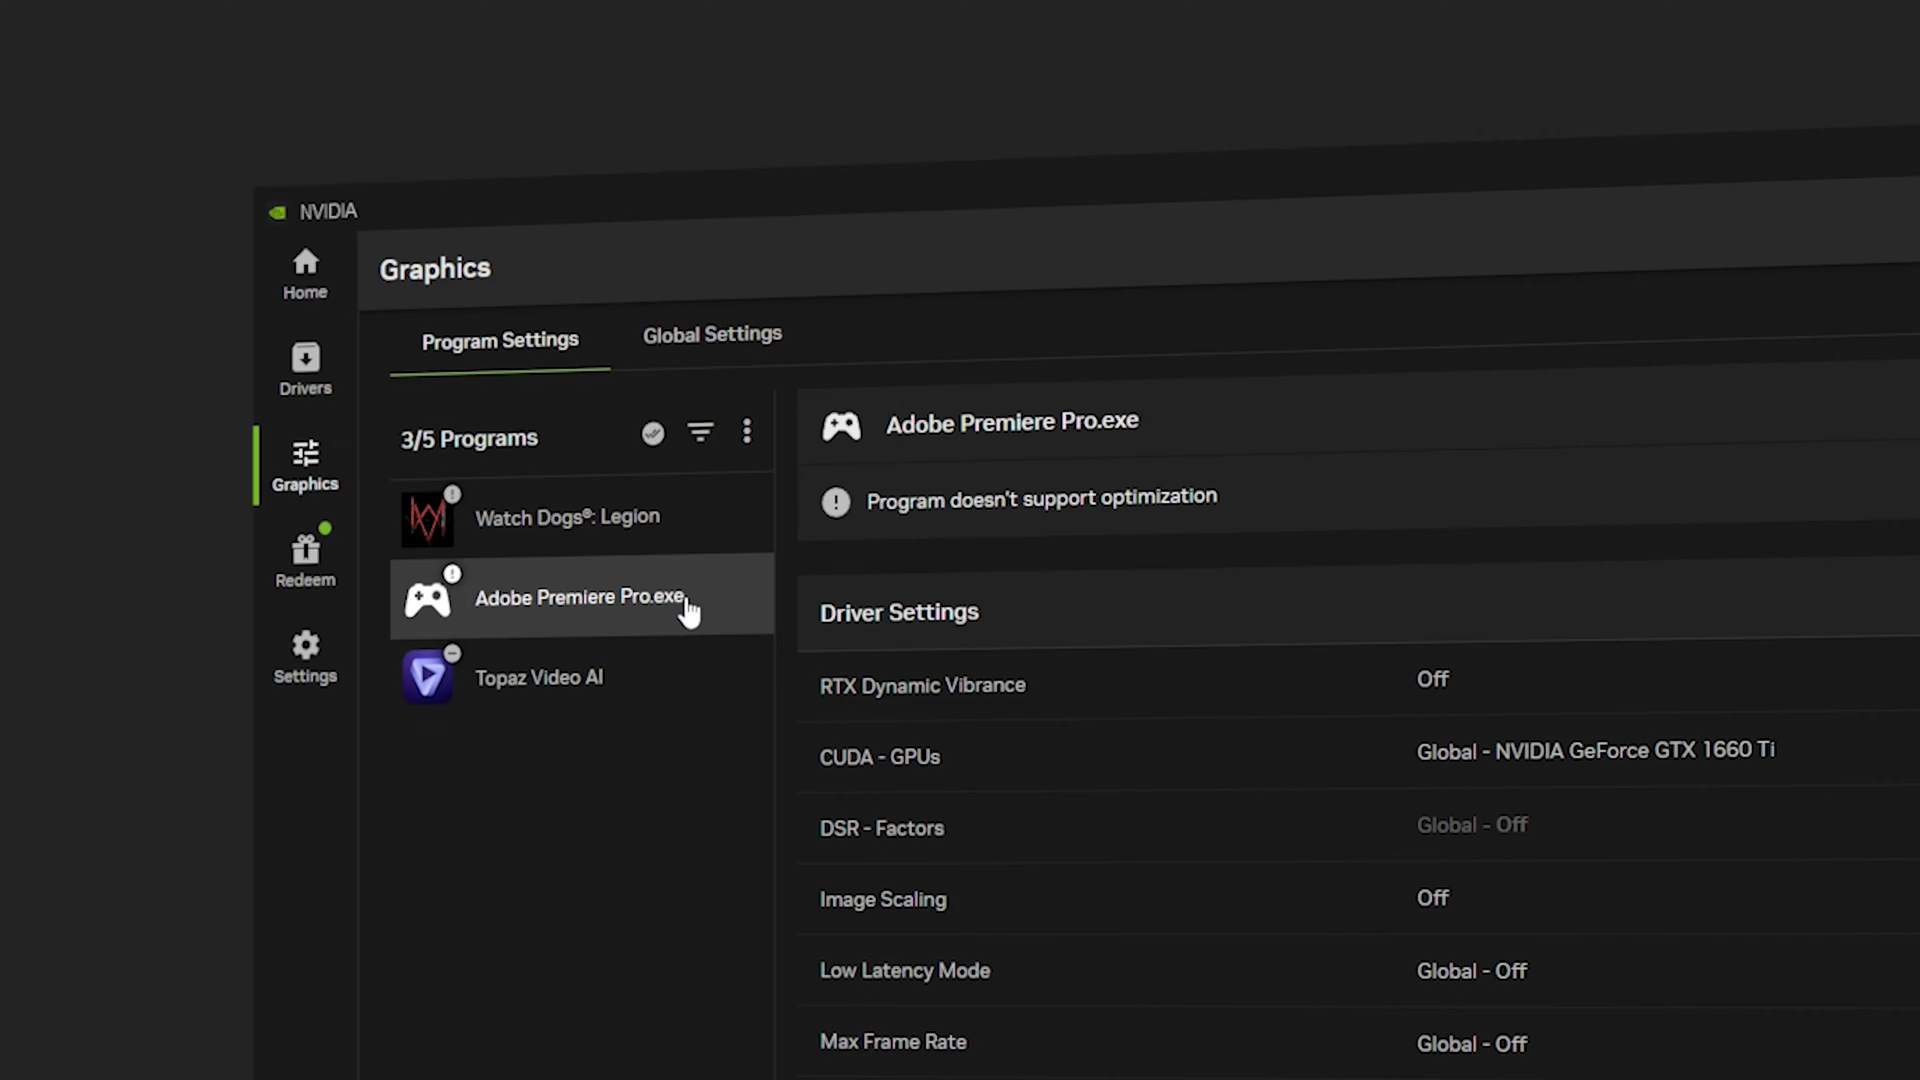 NVIDIA
Home
Drivers
Graphics
Redeem
Settings
Graphics
Program Settings
Global Settings
3/5 Programs
Watch Dogs®: Legion
Adobe Premiere Pro.exe
Topaz Video AI
Adobe Premiere Pro.exe
Program doesn't support optimization
Driver Settings
RTX Dynamic Vibrance Off
CUDA - GPUs Global - NVIDIA GeForce GTX 1660 Ti
DSR - Factors Global - Off
Image Scaling Off
Low Latency Mode Global - Off
Max Frame Rate Global - Off